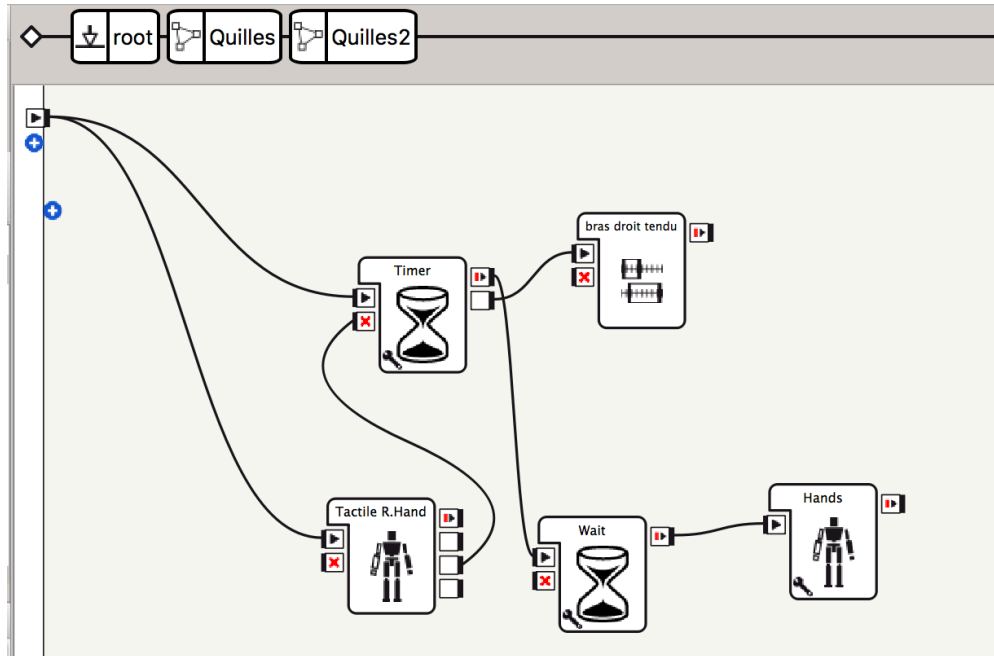 root
Quilles
Quilles2
bras droit tendu
Timer
Tactile R.Hand
Wait
Hands